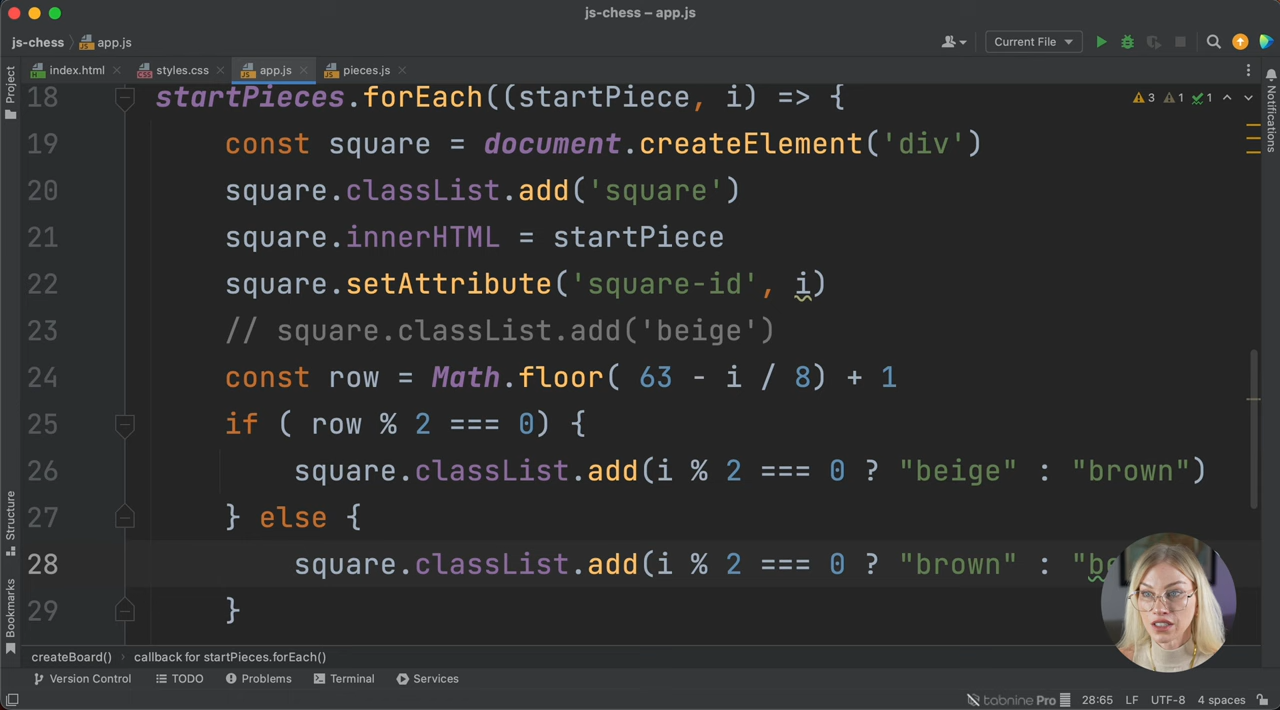 js-chess – app.js
js-chess
app.js
Current File
index.html
styles.css
app.js
pieces.js
Project
Notifications
3 1 1
18 startPieces.forEach((startPiece, i) => {
19 const square = document.createElement('div')
20 square.classList.add('square')
21 square.innerHTML = startPiece
22 square.setAttribute('square-id', i)
23 // square.classList.add('beige')
24 const row = Math.floor( 63 - i / 8) + 1
25 if ( row % 2 === 0) {
26 square.classList.add(i % 2 === 0 ? "beige" : "brown")
27 } else {
28 square.classList.add(i % 2 === 0 ? "brown" : "be
29 }
Structure
Bookmarks
createBoard()
callback for startPieces.forEach()
Version Control
TODO
Problems
Terminal
Services
tabnine Pro
28:65
LF
UTF-8
4 spaces